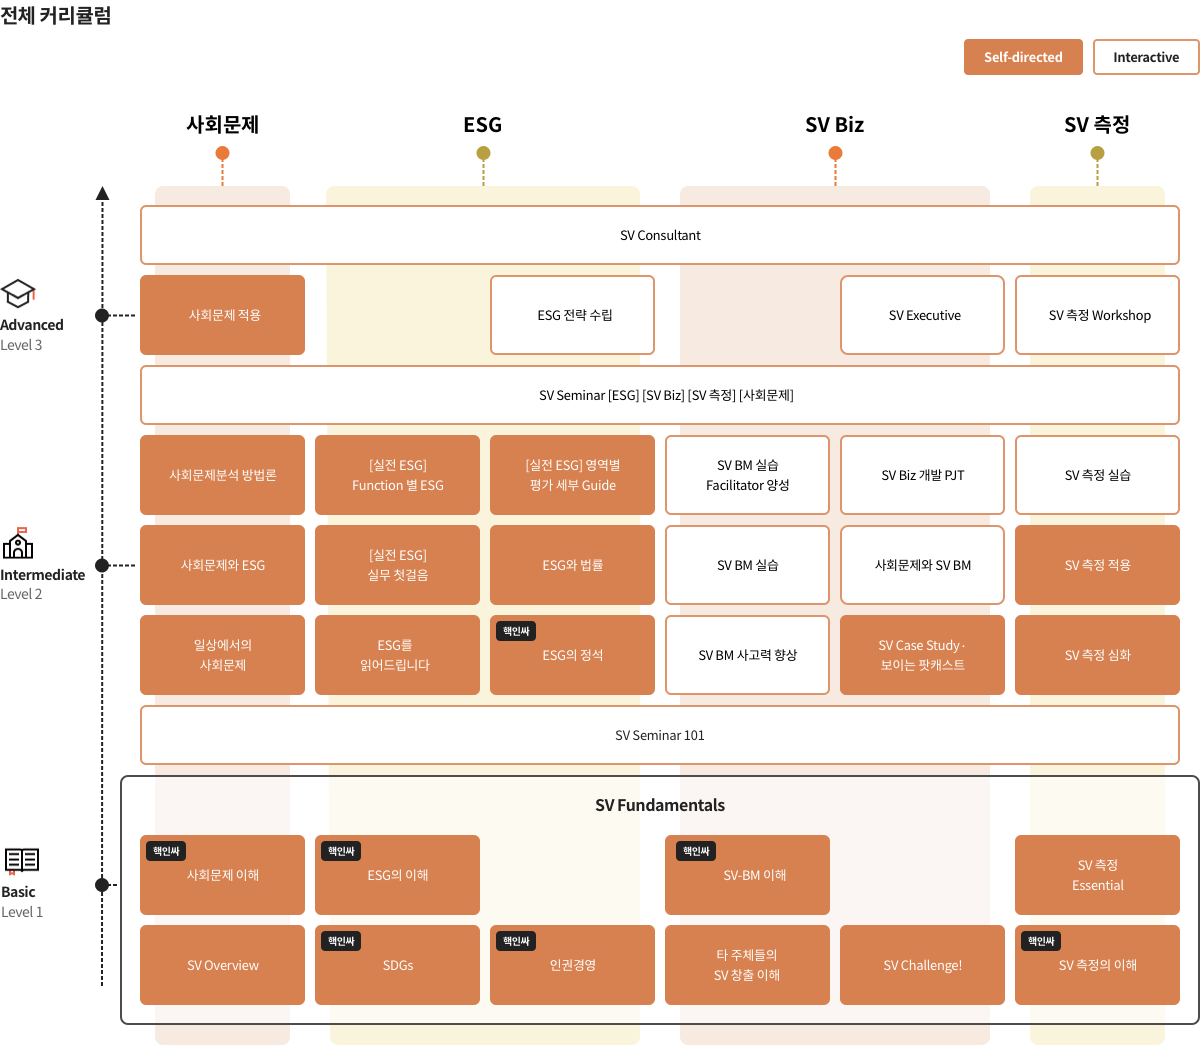 전체 커리큘럼
Self-directed
Interactive
사회문제
ESG
SV Biz
SV 측정
SV Consultant
Advanced
Level 3
사회문제 적용
ESG 전략 수립
SV Executive
SV 측정 Workshop
SV Seminar [ESG] [SV Biz] [SV 측정] [사회문제]
사회문제분석 방법론
[실전 ESG]
Function 별 ESG
[실전 ESG] 영역별
평가 세부 Guide
SV BM 실습
Facilitator 양성
SV Biz 개발 PJT
SV 측정 실습
Intermediate
Level 2
사회문제와 ESG
[실전 ESG]
실무 첫걸음
ESG와 법률
SV BM 실습
사회문제와 SV BM
SV 측정 적용
일상에서의
사회문제
ESG를
읽어드립니다
핵인싸
ESG의 정석
SV BM 사고력 향상
SV Case Study·
보이는 팟캐스트
SV 측정 심화
SV Seminar 101
SV Fundamentals
Basic
Level 1
핵인싸
사회문제 이해
핵인싸
ESG의 이해
핵인싸
SV-BM 이해
SV 측정
Essential
SV Overview
핵인싸
SDGs
핵인싸
인권경영
타 주체들의
SV 창출 이해
SV Challenge!
핵인싸
SV 측정의 이해